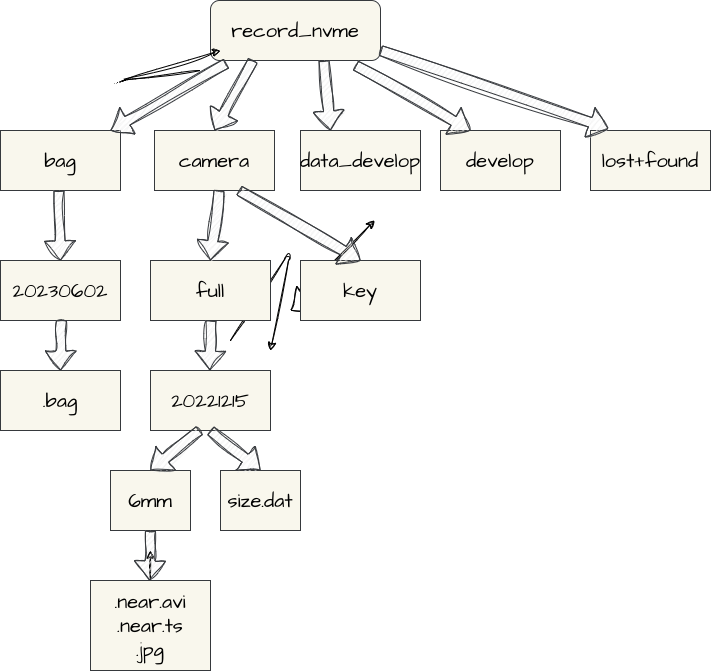 record_nvme
bag
camera
data_develop
develop
lost+found
20230602
full
key
.bag
20221215
6mm
size.dat
.near.avi
.near.ts
.jpg